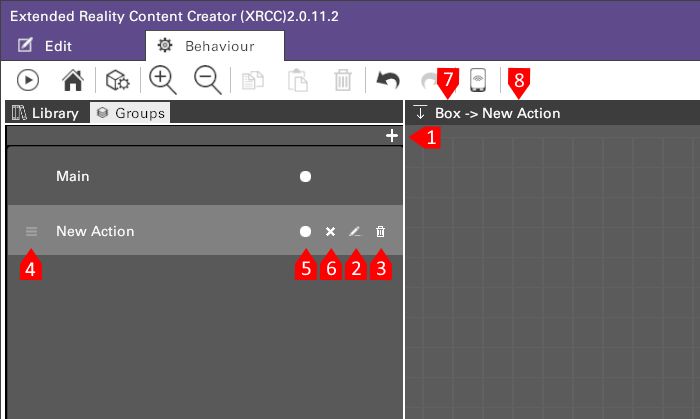 Extended Reality Content Creator (XRCC)2.0.11.2
Edit
Behaviour
7
8
Library
Groups
Box -> New Action
1
Main
New Action
4
5
6
2
3